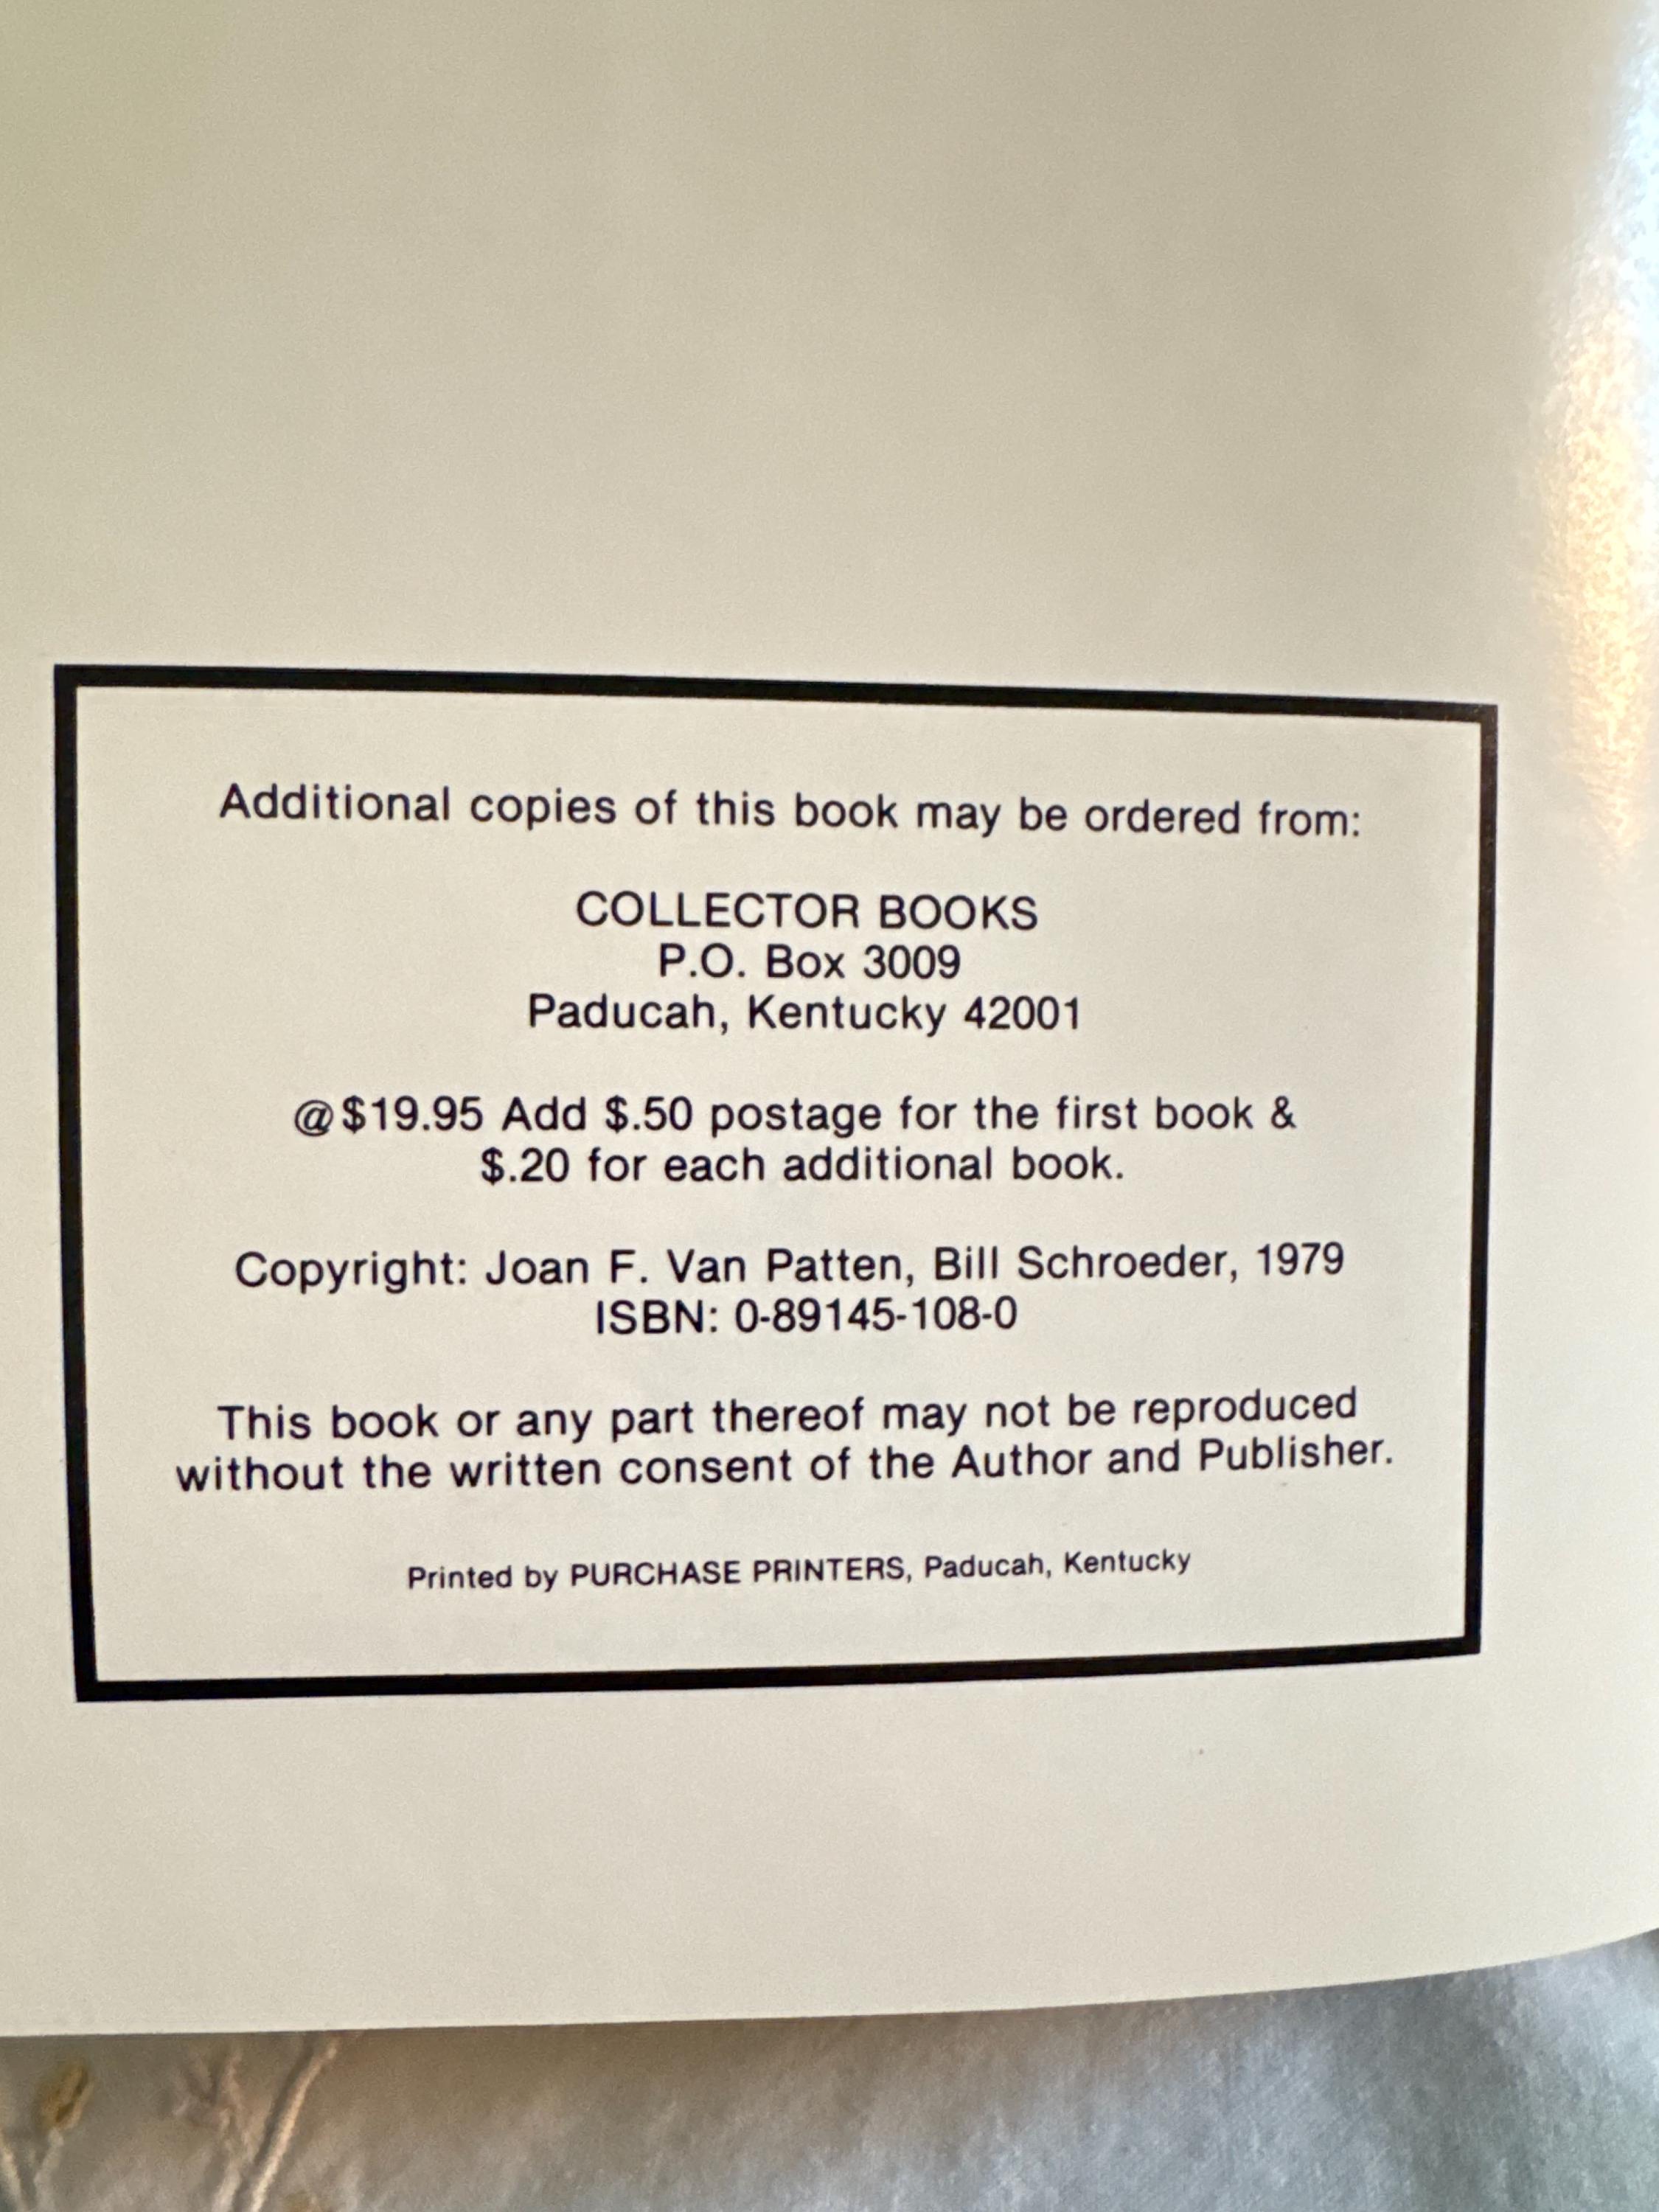 Additional copies of this book may be ordered from:
COLLECTOR BOOKS
P.O. Box 3009
Paducah, Kentucky 42001
@$19.95 Add $.50 postage for the first book &
$.20 for each additional book.
Copyright: Joan F. Van Patten, Bill Schroeder, 1979
ISBN: 0-89145-108-0
This book or any part thereof may not be reproduced
without the written consent of the Author and Publisher.
Printed by PURCHASE PRINTERS, Paducah, Kentucky